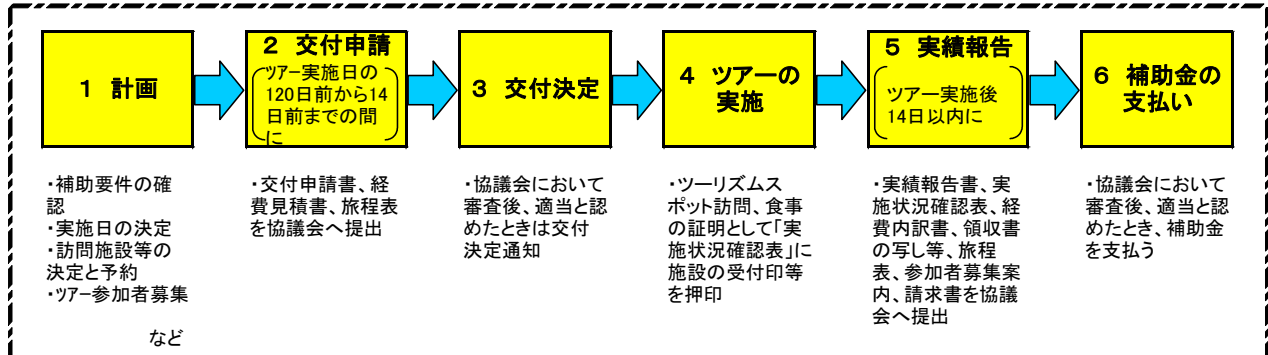 1 計画
2 交付申請
ツアー実施日の
120日前から14
日前までの間
に
3 交付決定
4 ツアーの
実施
5 実績報告
ツアー実施後
14日以内に
6 補助金の
支払い
・補助要件の確
認
・実施日の決定
・訪問施設等の
決定と予約
・ツアー参加者募集
など
・交付申請書、経
費見積書、旅程表
を協議会へ提出
・協議会において
審査後、適当と認
めたときは交付
決定通知
・ツーリズムス
ポット訪問、食事
の証明として「実
施状況確認表」に
施設の受付印等
を押印
・実績報告書、実
施状況確認表、経
費内訳書、領収書
の写し等、旅程
表、参加者募集案
内、請求書を協議
会へ提出
・協議会において
審査後、適当と認
めたとき、補助金
を支払う